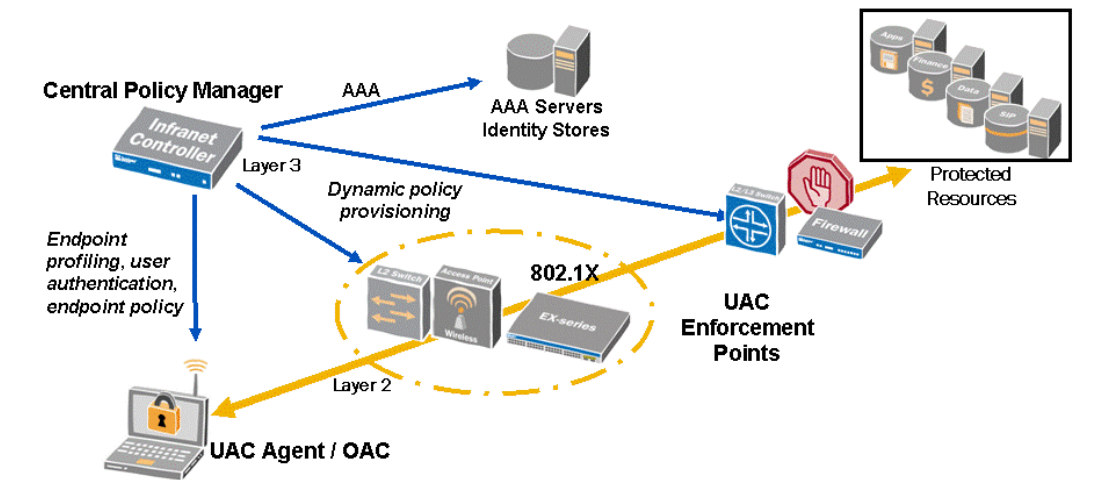 Central Policy Manager
Infranet
Controller
AAA
AAA Servers
Identity Stores
Apps
Finance
$
Data
SIP
Protected
Resources
Layer 3
Dynamic policy
provisioning
L2/L3 Switch
Firewall
Endpoint
profiling, user
authentication,
endpoint policy
L2 Switch
Access Point
Wireless
802.1X
EX-series
UAC
Enforcement
Points
Layer 2
UAC Agent / OAC